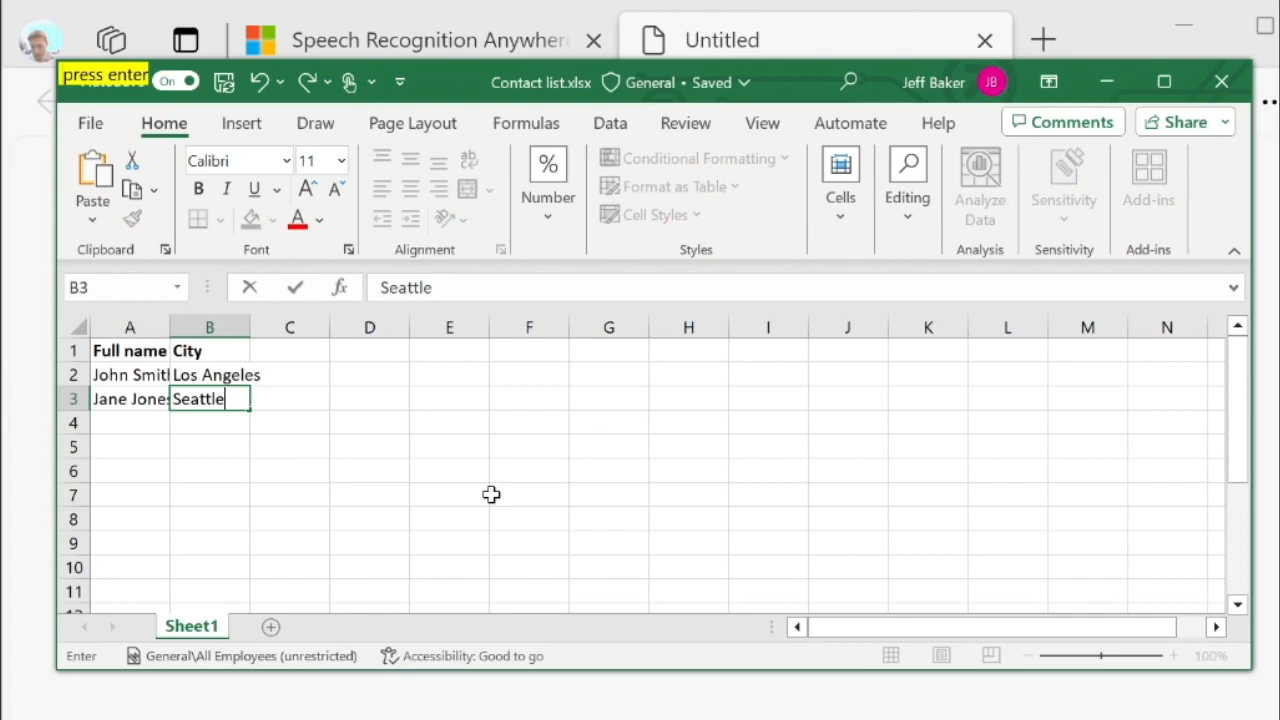 Speech Recognition Anywhere
Untitled
press enter
On
Contact list.xlsx
General • Saved
Jeff Baker
JB
File
Home
Insert
Draw
Page Layout
Formulas
Data
Review
View
Automate
Help
Comments
Share
Paste
Clipboard
Calibri
11
B I U A A
A
Font
ab
Alignment
%
Number
Conditional Formatting
Format as Table
Cell Styles
Styles
Cells
Editing
Analyze
Data
Analysis
Sensitivity
Sensitivity
Add-ins
Add-ins
B3
fx
Seattle
A B C D E F G H I J K L M N
1 Full name City
2 John Smith Los Angeles
3 Jane Jones Seattle
4
5
6
7
8
9
10
11
Sheet1
Enter
General\All Employees (unrestricted)
Accessibility: Good to go
100%